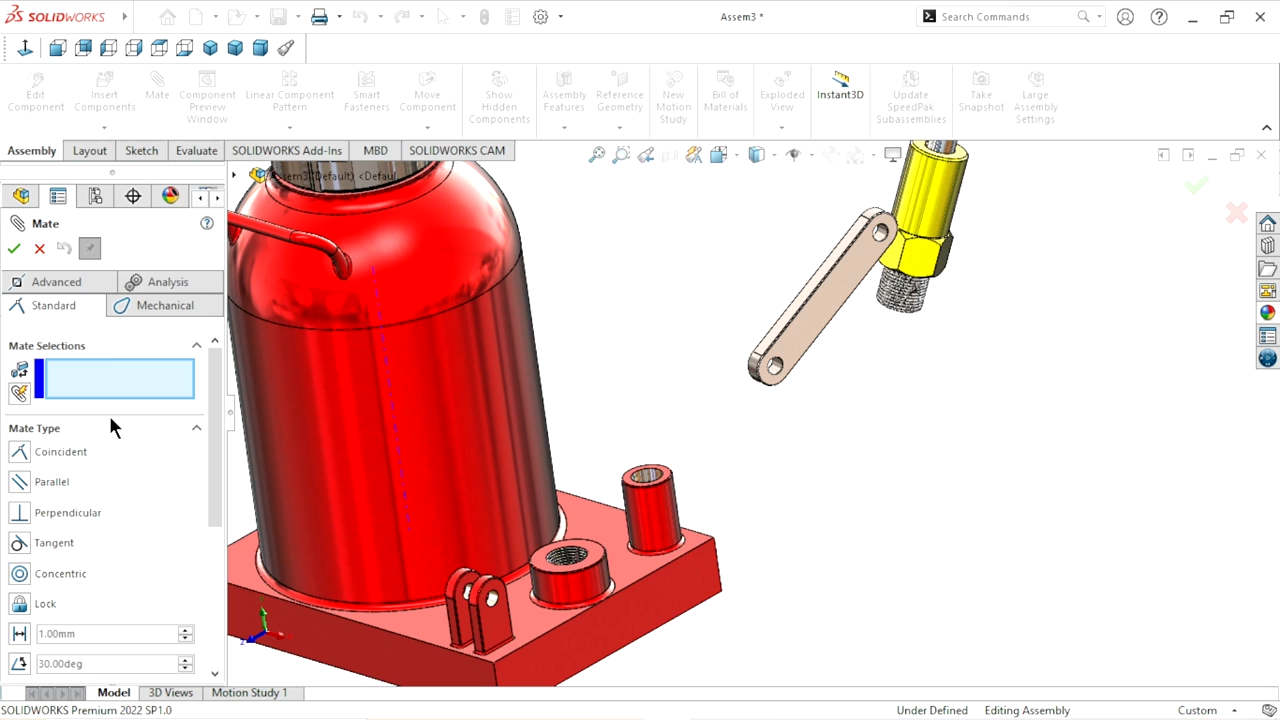 SOLIDWORKS
Assem3 *
Search Commands
Edit Component
Insert Components
Mate
Component Preview Window
Linear Component Pattern
Smart Fasteners
Move Component
Show Hidden Components
Assembly Features
Reference Geometry
New Motion Study
Bill of Materials
Exploded View
Instant3D
Update SpeedPak Subassemblies
Take Snapshot
Large Assembly Settings
Assembly
Layout
Sketch
Evaluate
SOLIDWORKS Add-Ins
MBD
SOLIDWORKS CAM
Assem3 (Default) <Defaul...
Mate
Advanced
Analysis
Standard
Mechanical
Mate Selections
Mate Type
Coincident
Parallel
Perpendicular
Tangent
Concentric
Lock
1.00mm
30.00deg
Model
3D Views
Motion Study 1
SOLIDWORKS Premium 2022 SP1.0
Under Defined
Editing Assembly
Custom